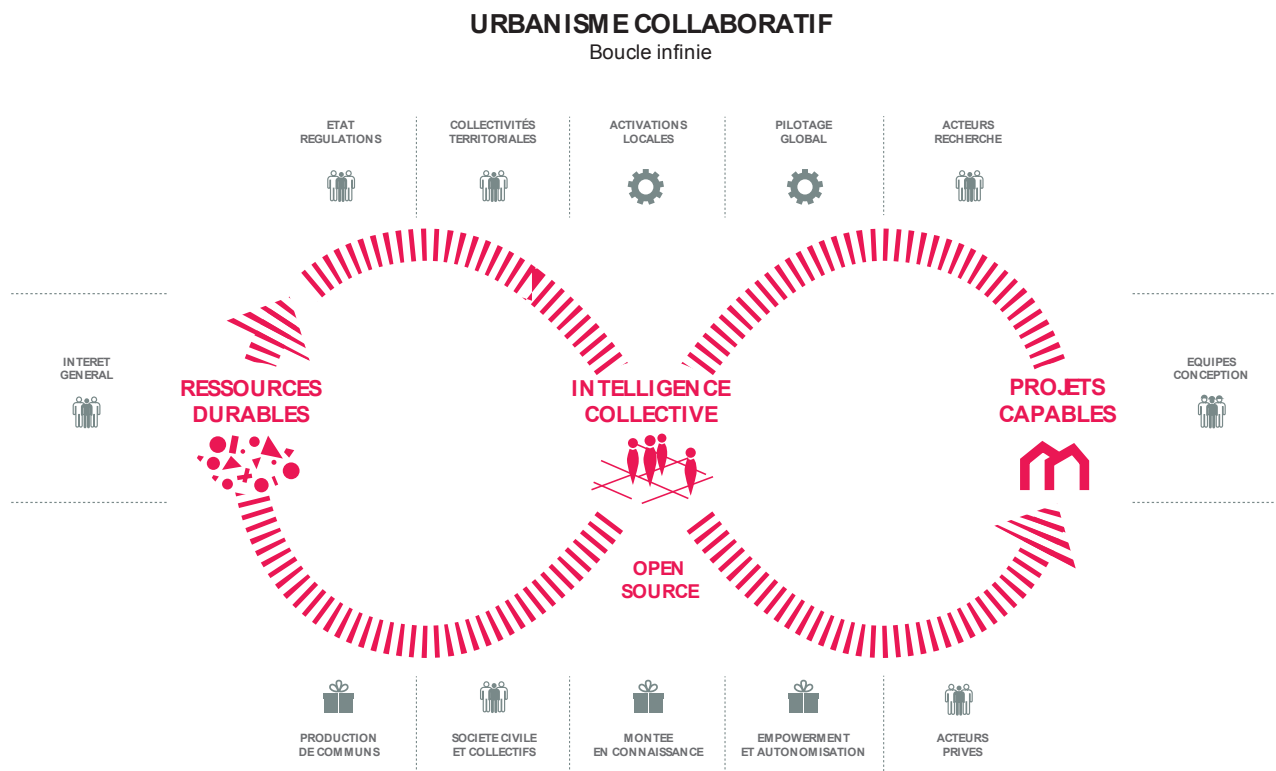 URBANISME COLLABORATIF
Boucle infinie
ETAT
REGULATIONS
COLLECTIVITÉS
TERRITORIALES
ACTIVATIONS
LOCALES
PILOTAGE
GLOBAL
ACTEURS
RECHERCHE
INTERET
GENERAL
RESSOURCES
DURABLES
INTELLIGENCE
COLLECTIVE
PROJETS
CAPABLES
EQUIPES
CONCEPTION
OPEN
SOURCE
PRODUCTION
DE COMMUNS
SOCIETE CIVILE
ET COLLECTIFS
MONTEE
EN CONNAISSANCE
EMPOWERMENT
ET AUTONOMISATION
ACTEURS
PRIVES